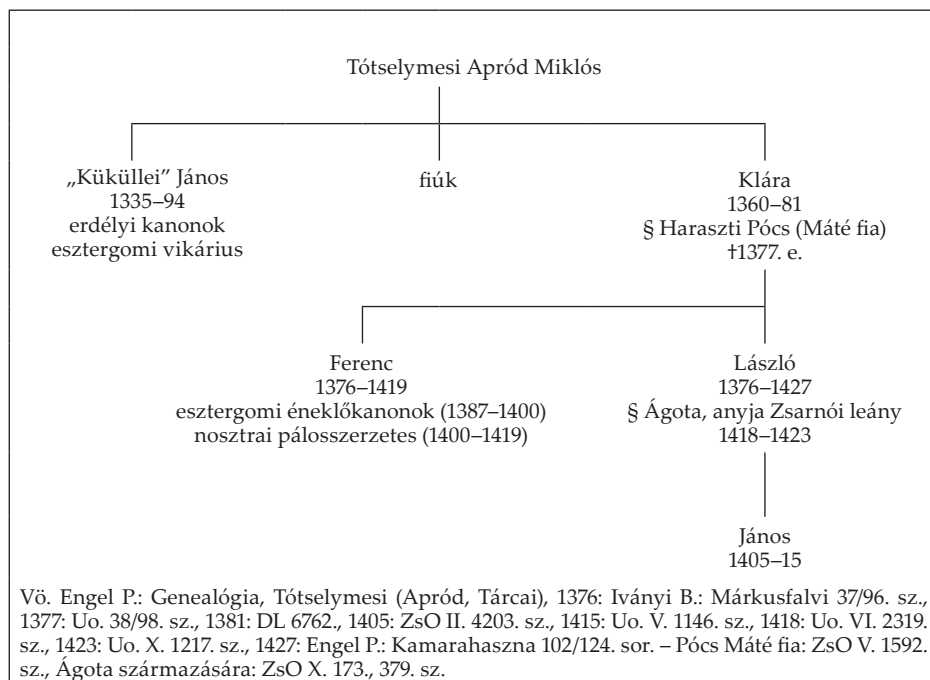 Tótselymesi Apród Miklós
„Küküllei” János
1335–94
erdélyi kanonok
esztergomi vikárius
fiúk
Klára
1360–81
§ Haraszti Pócs (Máté fia)
†1377. e.
Ferenc
1376–1419
esztergomi éneklőkanonok (1387–1400)
nosztrai pálosszerzetes (1400–1419)
László
1376–1427
§ Ágota, anyja Zsarnói leány
1418–1423
János
1405–15
Vö. Engel P.: Genealógia, Tótselymesi (Apród, Tárcai), 1376: Iványi B.: Márkusfalvi 37/96. sz.,
1377: Uo. 38/98. sz., 1381: DL 6762., 1405: ZsO II. 4203. sz., 1415: Uo. V. 1146. sz., 1418: Uo. VI. 2319.
sz., 1423: Uo. X. 1217. sz., 1427: Engel P.: Kamarahaszna 102/124. sor. – Pócs Máté fia: ZsO V. 1592.
sz., Ágota származására: ZsO X. 173., 379. sz.